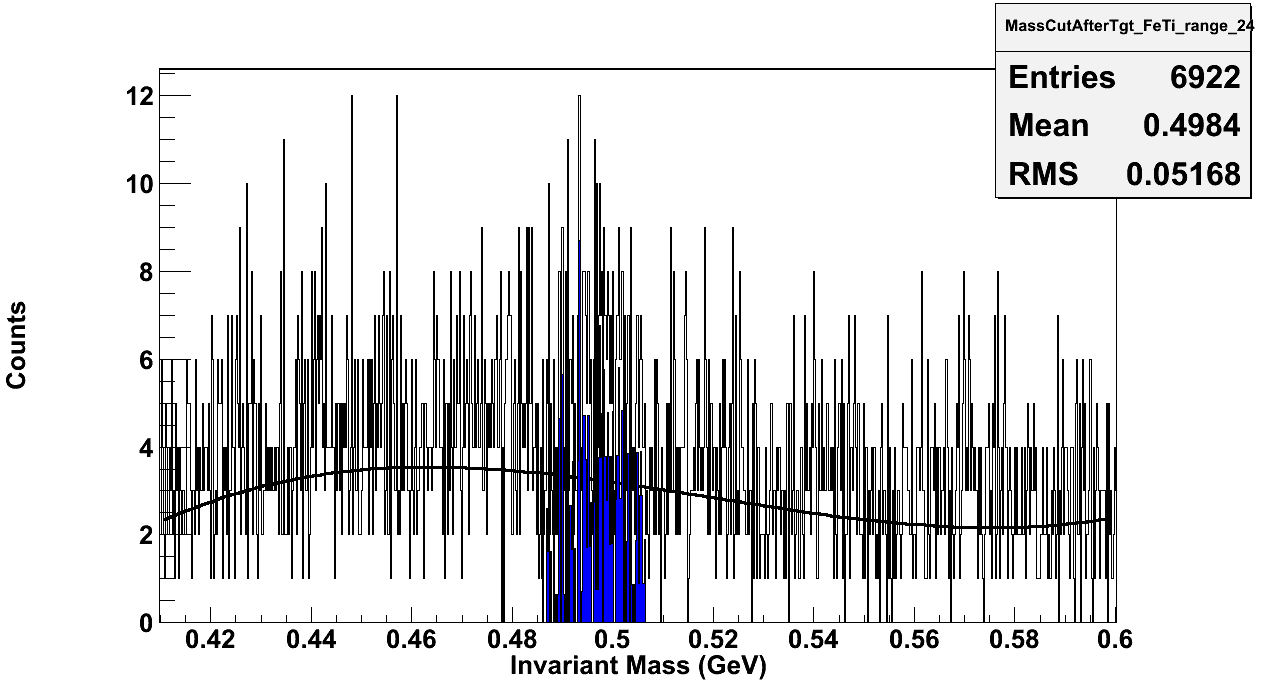 MassCutAfterTgt_FeTi_range_24
Entries 6922
Mean 0.4984
RMS 0.05168
12
10
8
6
4
2
0
Counts
0.42 0.44 0.46 0.48 0.5 0.52 0.54 0.56 0.58 0.6
Invariant Mass (GeV)